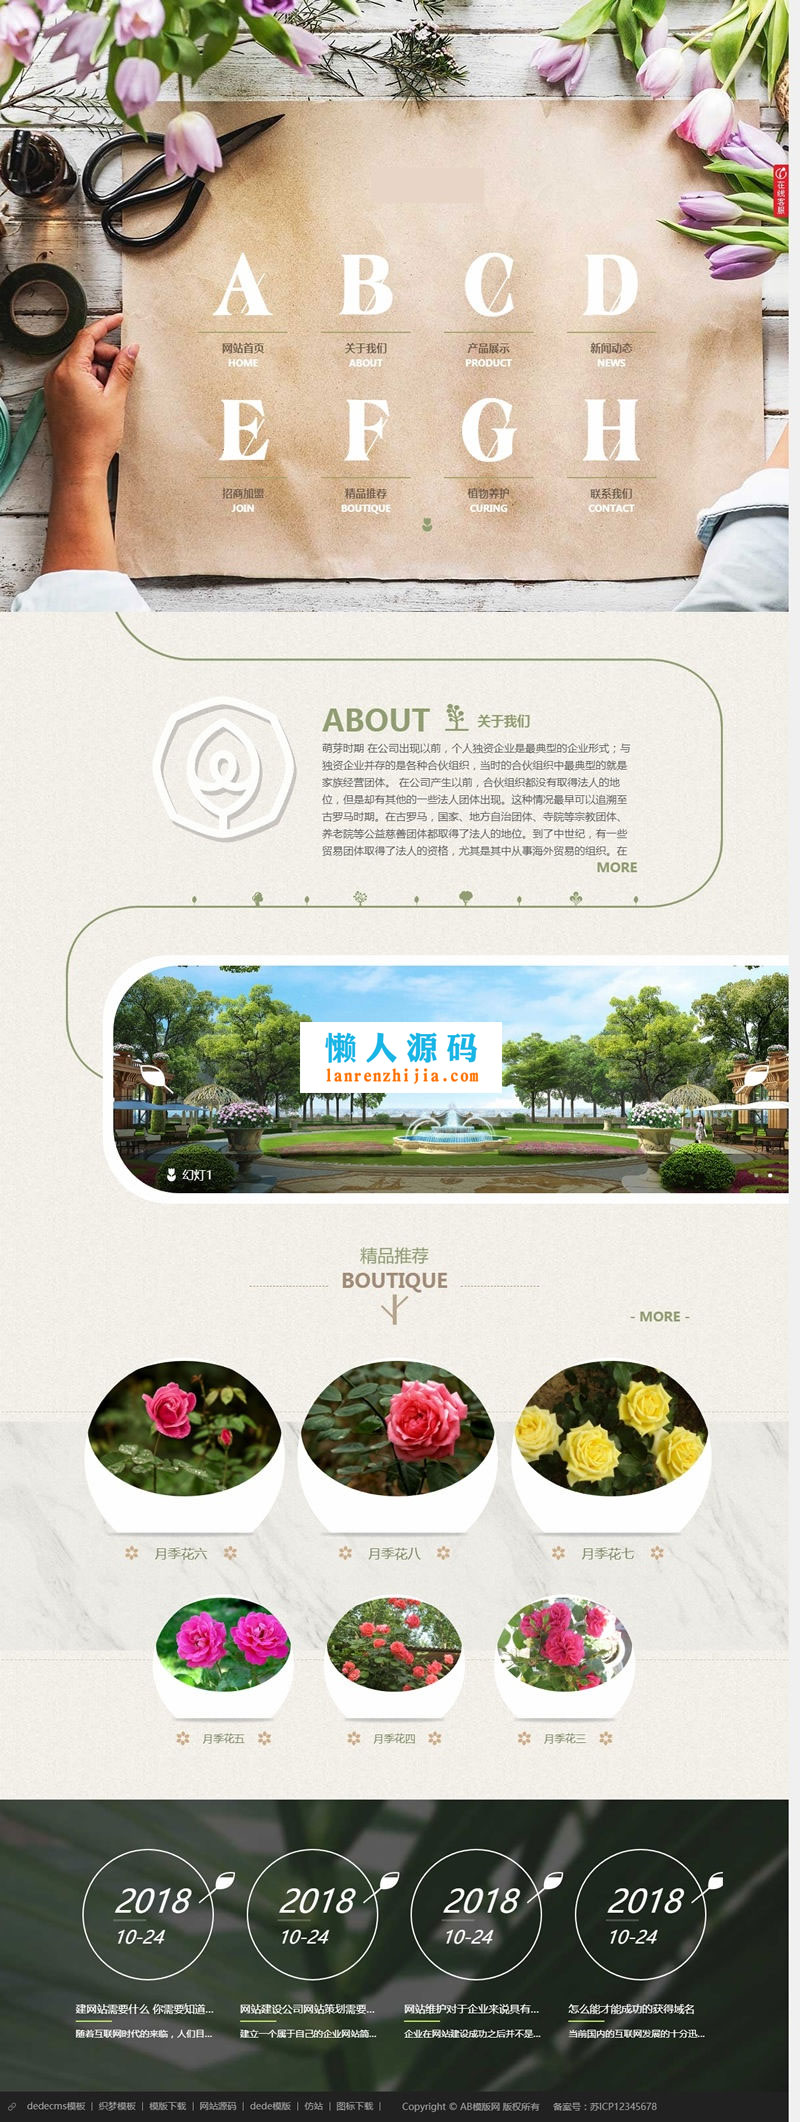 在线客服
A B C D
网站首页 关于我们 产品展示 新闻动态
HOME ABOUT PRODUCT NEWS
E F G H
招商加盟 精品推荐 植物养护 联系我们
JOIN BOUTIQUE CURING CONTACT
ABOUT 关于我们
萌芽时期 在公司出现以前，个人独资企业是最典型的企业形式；与
独资企业并存的是各种合伙组织，当时的合伙组织中最典型的就是
家族经营团体。 在公司产生以前，合伙组织都没有取得法人的地
位，但是却有其他的一些法人团体出现。这种情况最早可以追溯至
古罗马时期。在古罗马，国家、地方自治团体、寺院等宗教团体、
养老院等公益慈善团体都取得了法人的地位。到了中世纪，有一些
贸易团体取得了法人的资格，尤其是其中从事海外贸易的组织。在
MORE
懒人源码
lanrenzhijia.com
幻灯1
精品推荐
BOUTIQUE
- MORE -
月季花六 月季花八 月季花七
月季花五 月季花四 月季花三
2018 2018 2018 2018
10-24 10-24 10-24 10-24
建网站需要什么 你需要知道... 网站建设公司网站策划需要... 网站维护对于企业来说具有... 怎么能才能成功的获得域名
随着互联网时代的来临，人们目... 建立一个属于自己的企业网站简... 企业在网站建设成功之后并不是... 当前国内的互联网发展的十分迅...
dedecms模板 | 织梦模板 | 模版下载 | 网站源码 | dede模版 | 仿站 | 图标下载 | Copyright © AB模版网 版权所有 备案号：苏ICP12345678